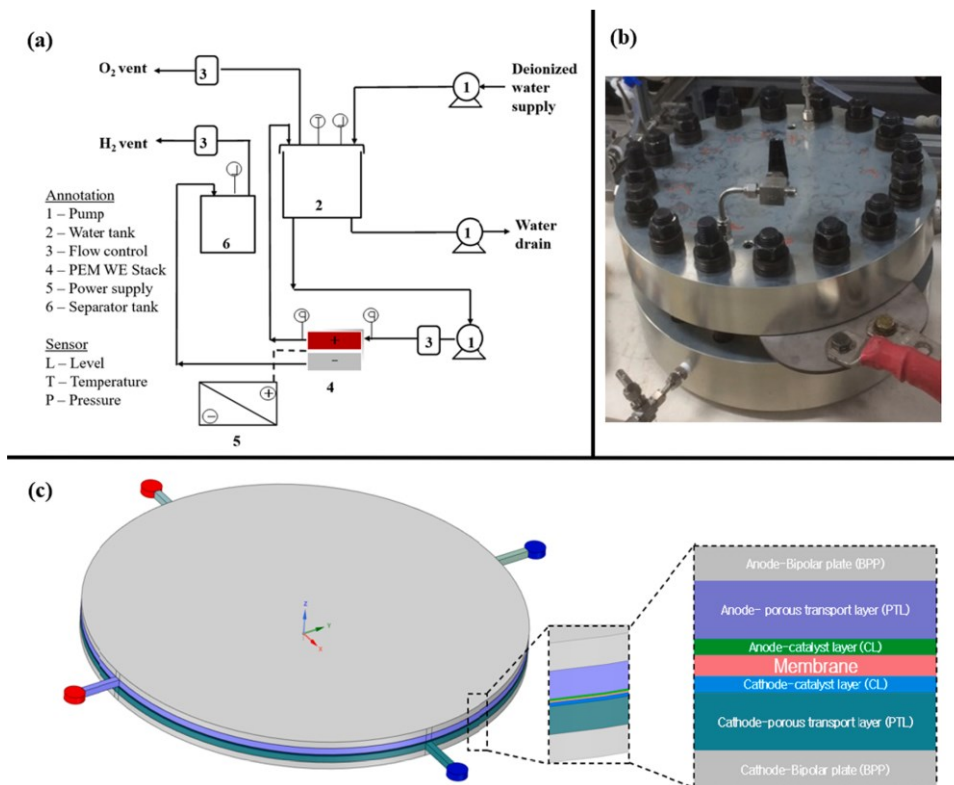 (a)
O₂ vent
3
1
Deionized
water
supply
T
L
H₂ vent
3
L
Annotation
1 – Pump
2 – Water tank
3 – Flow control
4 – PEM WE Stack
5 – Power supply
6 – Separator tank
2
6
1
Water
drain
Sensor
L – Level
T – Temperature
P – Pressure
P
P
+
-
3
1
4
+
-
5
(b)
(c)
Z
Y
X
Anode-Bipolar plate (BPP)
Anode- porous transport layer (PTL)
Anode-catalyst layer (CL)
Membrane
Cathode-catalyst layer (CL)
Cathode-porous transport layer (PTL)
Cathode-Bipolar plate (BPP)